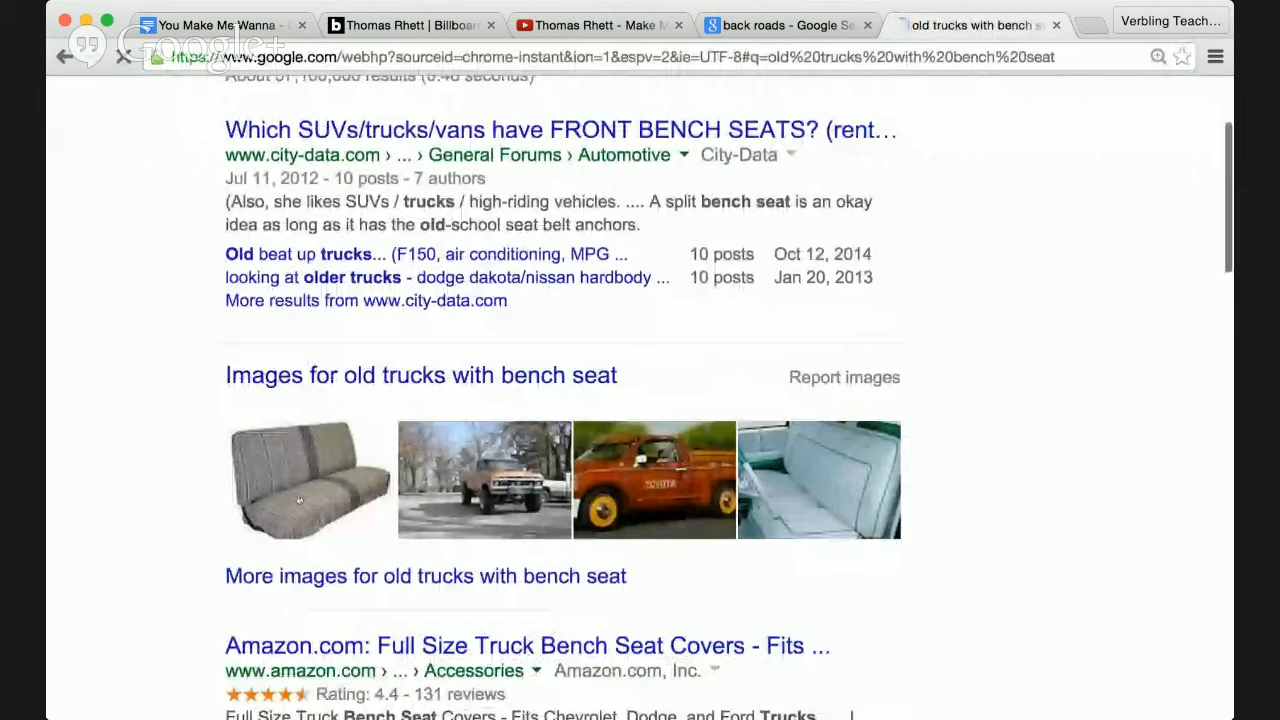 You Make Me Wanna -
Thomas Rhett | Billboar
Thomas Rhett - Make M
back roads - Google Se
old trucks with bench s
Verbling Teach...
Google+
https://www.google.com/webhp?sourceid=chrome-instant&ion=1&espv=2&ie=UTF-8#q=old%20trucks%20with%20bench%20seat
Which SUVs/trucks/vans have FRONT BENCH SEATS? (rent...
www.city-data.com › ... › General Forums › Automotive ▾ City-Data ▾
Jul 11, 2012 - 10 posts - 7 authors
(Also, she likes SUVs / trucks / high-riding vehicles. .... A split bench seat is an okay
idea as long as it has the old-school seat belt anchors.
Old beat up trucks... (F150, air conditioning, MPG ... 10 posts Oct 12, 2014
looking at older trucks - dodge dakota/nissan hardbody ... 10 posts Jan 20, 2013
More results from www.city-data.com
Images for old trucks with bench seat Report images
TOYOTA
More images for old trucks with bench seat
Amazon.com: Full Size Truck Bench Seat Covers - Fits ...
www.amazon.com › ... › Accessories ▾ Amazon.com, Inc. ▾
Rating: 4.4 - 131 reviews
Full Size Truck Bench Seat Covers - Fits Chevrolet, Dodge, and Ford Trucks